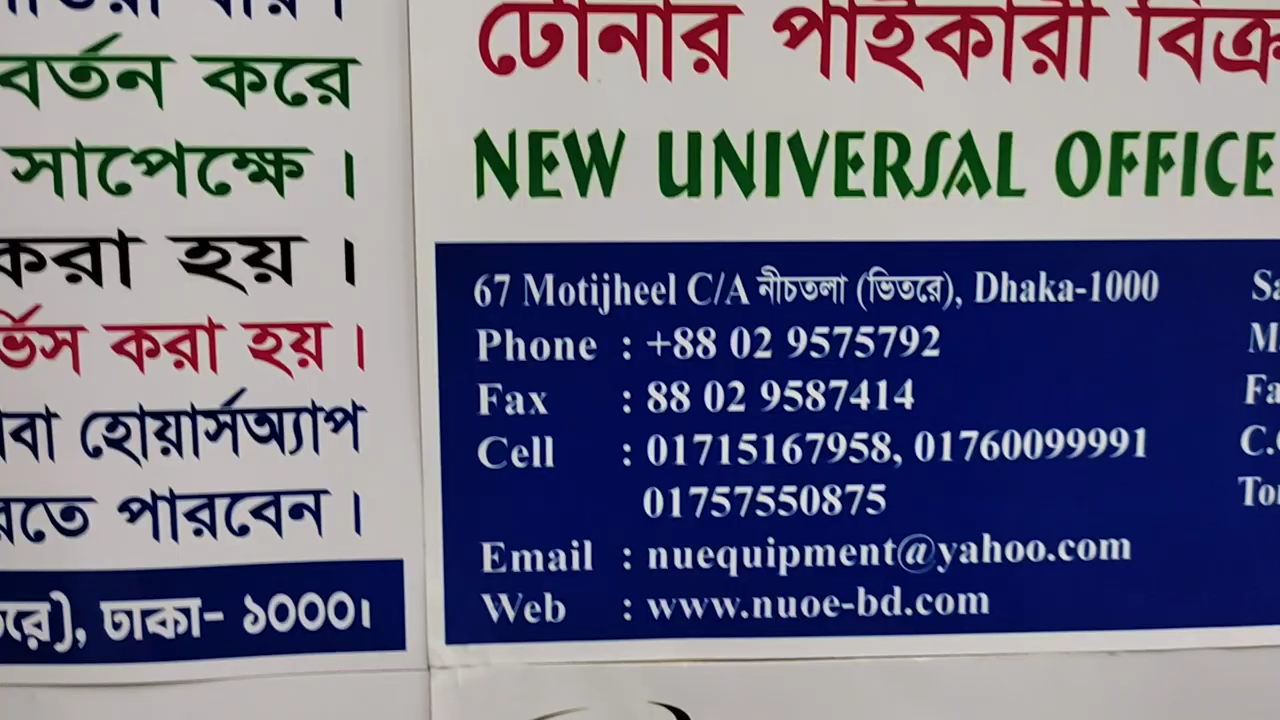 বর্তন করে
সাপেক্ষে ।
করা হয় ।
র্ভিস করা হয় ।
হোয়ার্সঅ্যাপ
পারবেন ।
ঢাকা- ১০০০।
টোনার পাইকারী বিক্র
NEW UNIVERSAL OFFICE
67 Motijheel C/A নীচতলা (ভিতরে), Dhaka-1000
Phone : +88 02 9575792
Fax : 88 02 9587414
Cell : 01715167958, 01760099991
01757550875
Email : nuequipment@yahoo.com
Web : www.nuoe-bd.com